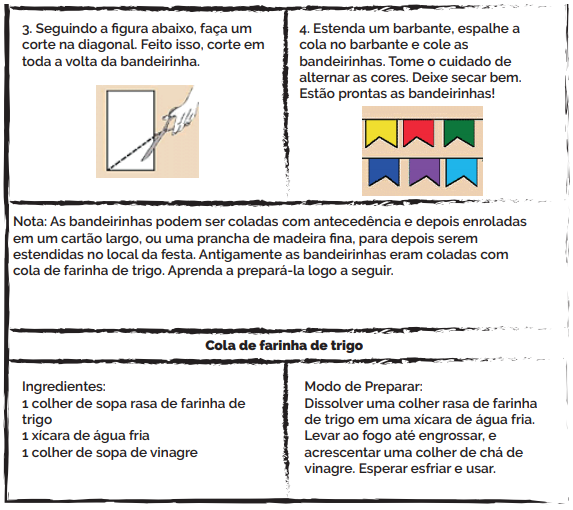 3. Seguindo a figura abaixo, faça um
corte na diagonal. Feito isso, corte em
toda a volta da bandeirinha.
4. Estenda um barbante, espalhe a
cola no barbante e cole as
bandeirinhas. Tome o cuidado de
alternar as cores. Deixe secar bem.
Estão prontas as bandeirinhas!
Nota: As bandeirinhas podem ser coladas com antecedência e depois enroladas
em um cartão largo, ou uma prancha de madeira fina, para depois serem
estendidas no local da festa. Antigamente as bandeirinhas eram coladas com
cola de farinha de trigo. Aprenda a prepará-la logo a seguir.
Cola de farinha de trigo
Ingredientes:
1 colher de sopa rasa de farinha de
trigo
1 xícara de água fria
1 colher de sopa de vinagre
Modo de Preparar:
Dissolver uma colher rasa de farinha
de trigo em uma xícara de água fria.
Levar ao fogo até engrossar, e
acrescentar uma colher de chá de
vinagre. Esperar esfriar e usar.